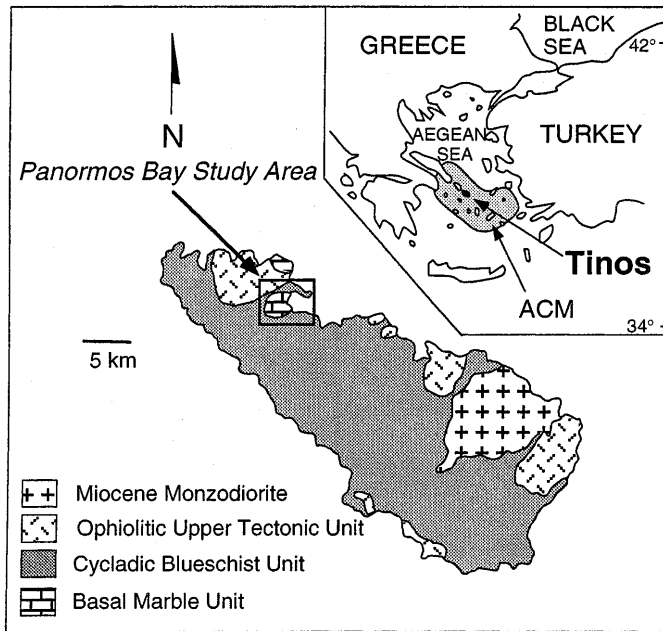 GREECE
BLACK
SEA
42°
AEGEAN
SEA
TURKEY
N
Panormos Bay Study Area
Tinos
ACM
34°
5 km
Miocene Monzodiorite
Ophiolitic Upper Tectonic Unit
Cycladic Blueschist Unit
Basal Marble Unit